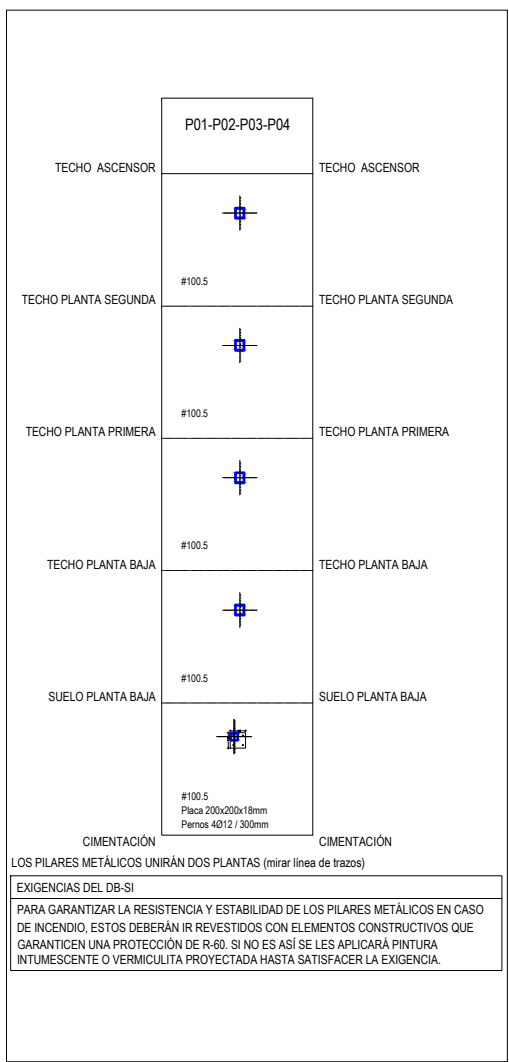 P01-P02-P03-P04
TECHO ASCENSOR TECHO ASCENSOR
#100.5
TECHO PLANTA SEGUNDA TECHO PLANTA SEGUNDA
#100.5
TECHO PLANTA PRIMERA TECHO PLANTA PRIMERA
#100.5
TECHO PLANTA BAJA TECHO PLANTA BAJA
#100.5
SUELO PLANTA BAJA SUELO PLANTA BAJA
#100.5
Placa 200x200x18mm
Pernos 4Ø12 / 300mm
CIMENTACIÓN CIMENTACIÓN
LOS PILARES METÁLICOS UNIRÁN DOS PLANTAS (mirar línea de trazos)
EXIGENCIAS DEL DB-SI
PARA GARANTIZAR LA RESISTENCIA Y ESTABILIDAD DE LOS PILARES METÁLICOS EN CASO
DE INCENDIO, ESTOS DEBERÁN IR REVESTIDOS CON ELEMENTOS CONSTRUCTIVOS QUE
GARANTICEN UNA PROTECCIÓN DE R-60. SI NO ES ASÍ SE LES APLICARÁ PINTURA
INTUMESCENTE O VERMICULITA PROYECTADA HASTA SATISFACER LA EXIGENCIA.